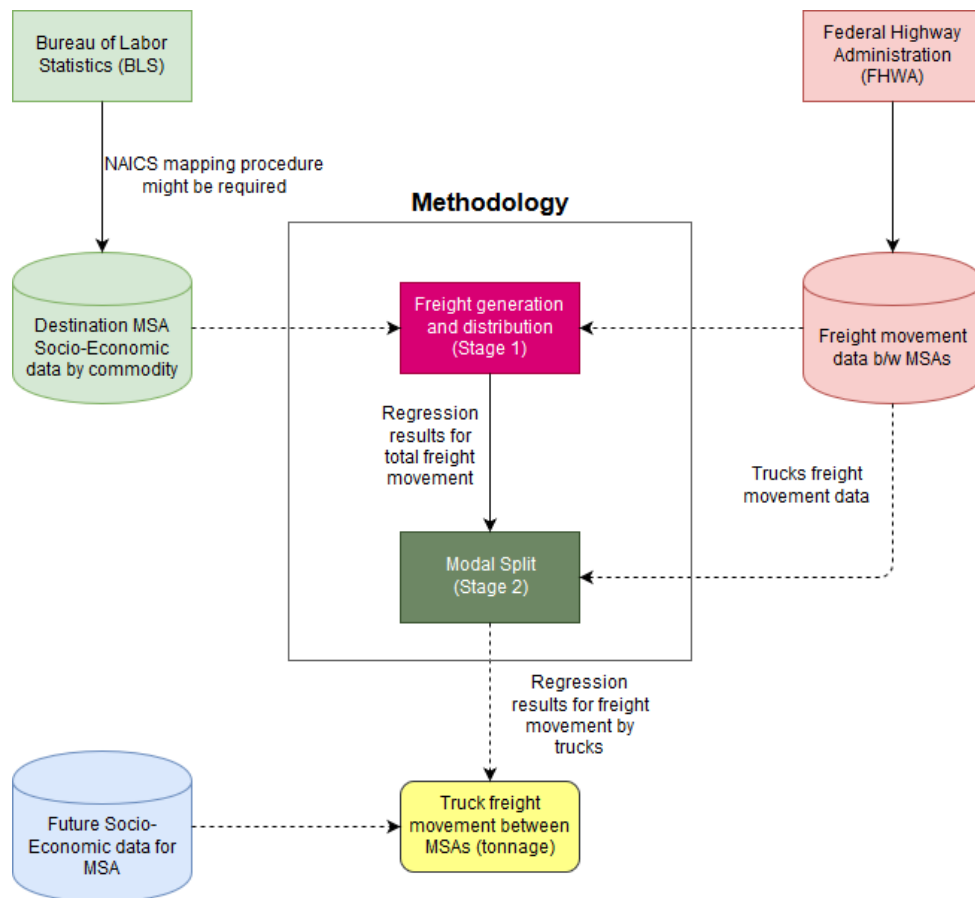 Bureau of Labor
Statistics (BLS)
Federal Highway
Administration
(FHWA)
NAICS mapping procedure
might be required
Methodology
Destination MSA
Socio-Economic
data by commodity
Freight generation
and distribution
(Stage 1)
Freight movement
data b/w MSAs
Regression
results for
total freight
movement
Trucks freight
movement data
Modal Split
(Stage 2)
Regression
results for freight
movement by
trucks
Future Socio-
Economic data for
MSA
Truck freight
movement between
MSAs (tonnage)